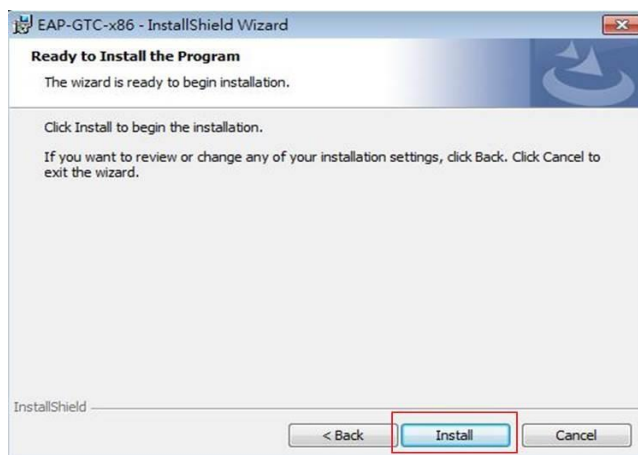 EAP-GTC-x86 - InstallShield Wizard
Ready to Install the Program
The wizard is ready to begin installation.
Click Install to begin the installation.
If you want to review or change any of your installation settings, click Back. Click Cancel to
exit the wizard.
InstallShield
< Back Install Cancel